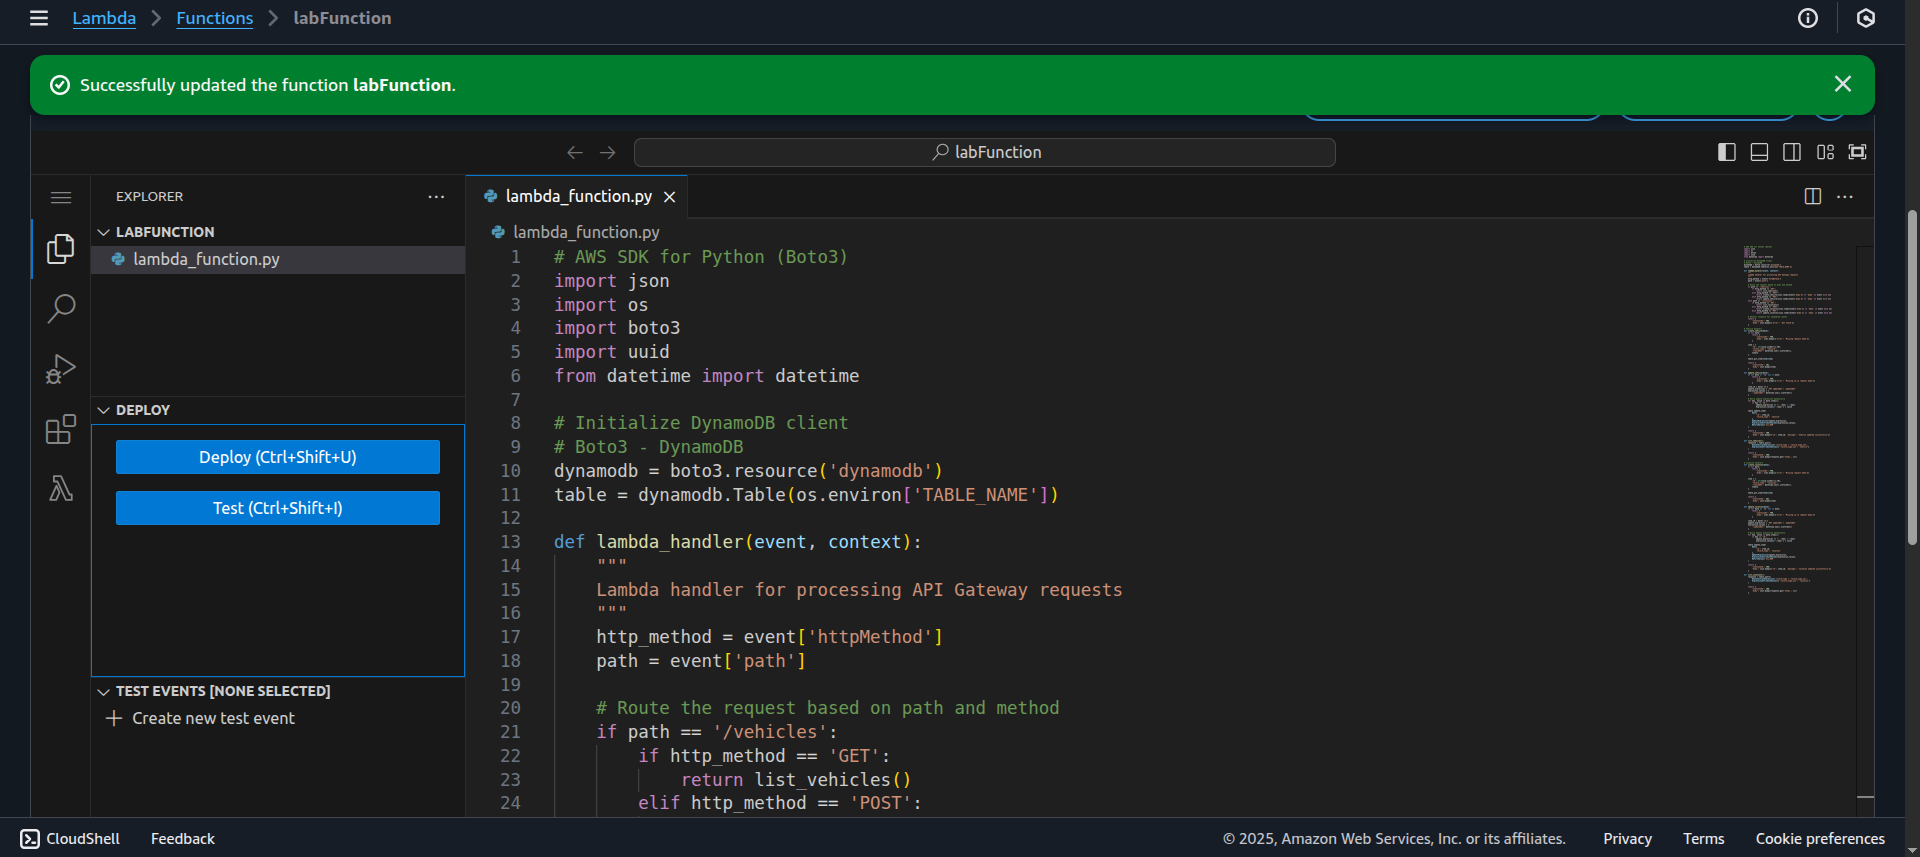 Lambda > Functions > labFunction
Successfully updated the function labFunction.
labFunction
EXPLORER
LABFUNCTION
lambda_function.py
DEPLOY
Deploy (Ctrl+Shift+U)
Test (Ctrl+Shift+I)
TEST EVENTS [NONE SELECTED]
Create new test event
lambda_function.py
lambda_function.py
1 # AWS SDK for Python (Boto3)
2 import json
3 import os
4 import boto3
5 import uuid
6 from datetime import datetime
7
8 # Initialize DynamoDB client
9 # Boto3 - DynamoDB
10 dynamodb = boto3.resource('dynamodb')
11 table = dynamodb.Table(os.environ['TABLE_NAME'])
12
13 def lambda_handler(event, context):
14     """
15     Lambda handler for processing API Gateway requests
16     """
17     http_method = event['httpMethod']
18     path = event['path']
19
20     # Route the request based on path and method
21     if path == '/vehicles':
22         if http_method == 'GET':
23             return list_vehicles()
24         elif http_method == 'POST':
CloudShell Feedback © 2025, Amazon Web Services, Inc. or its affiliates. Privacy Terms Cookie preferences